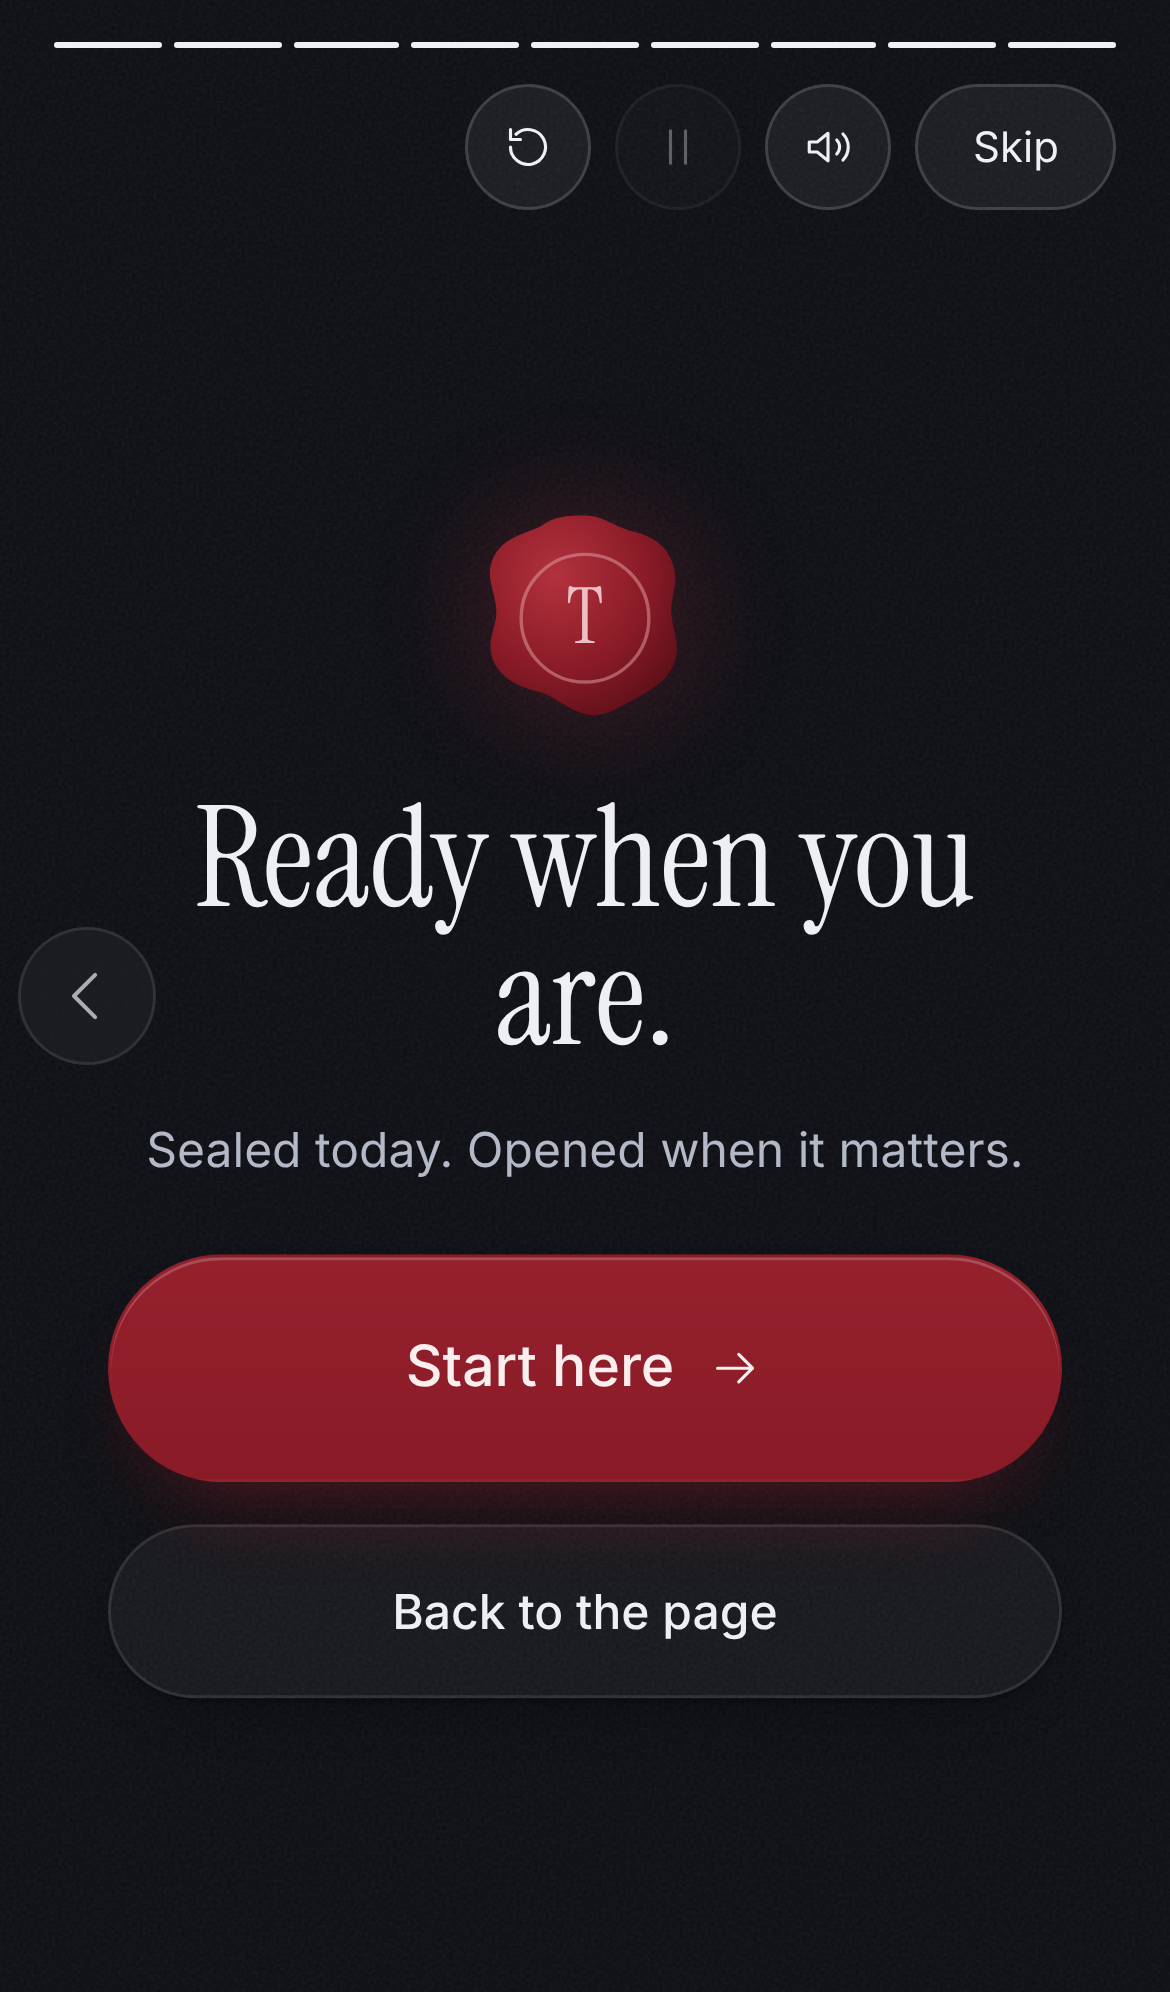 Skip
T
Ready when you
are.
Sealed today. Opened when it matters.
Start here
Back to the page